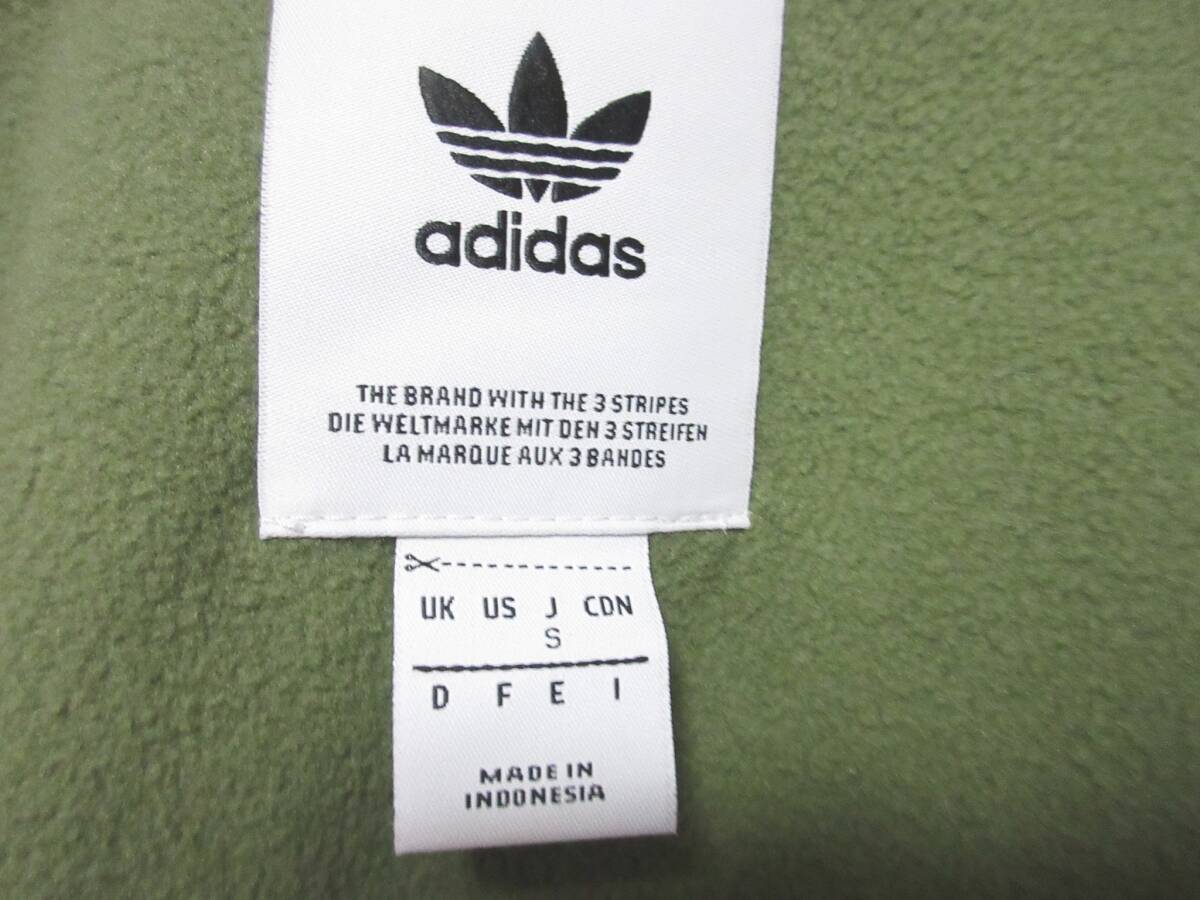 adidas
THE BRAND WITH THE 3 STRIPES
DIE WELTMARKE MIT DEN 3 STREIFEN
LA MARQUE AUX 3 BANDES
UK US J CDN
S
D F E I
MADE IN
INDONESIA